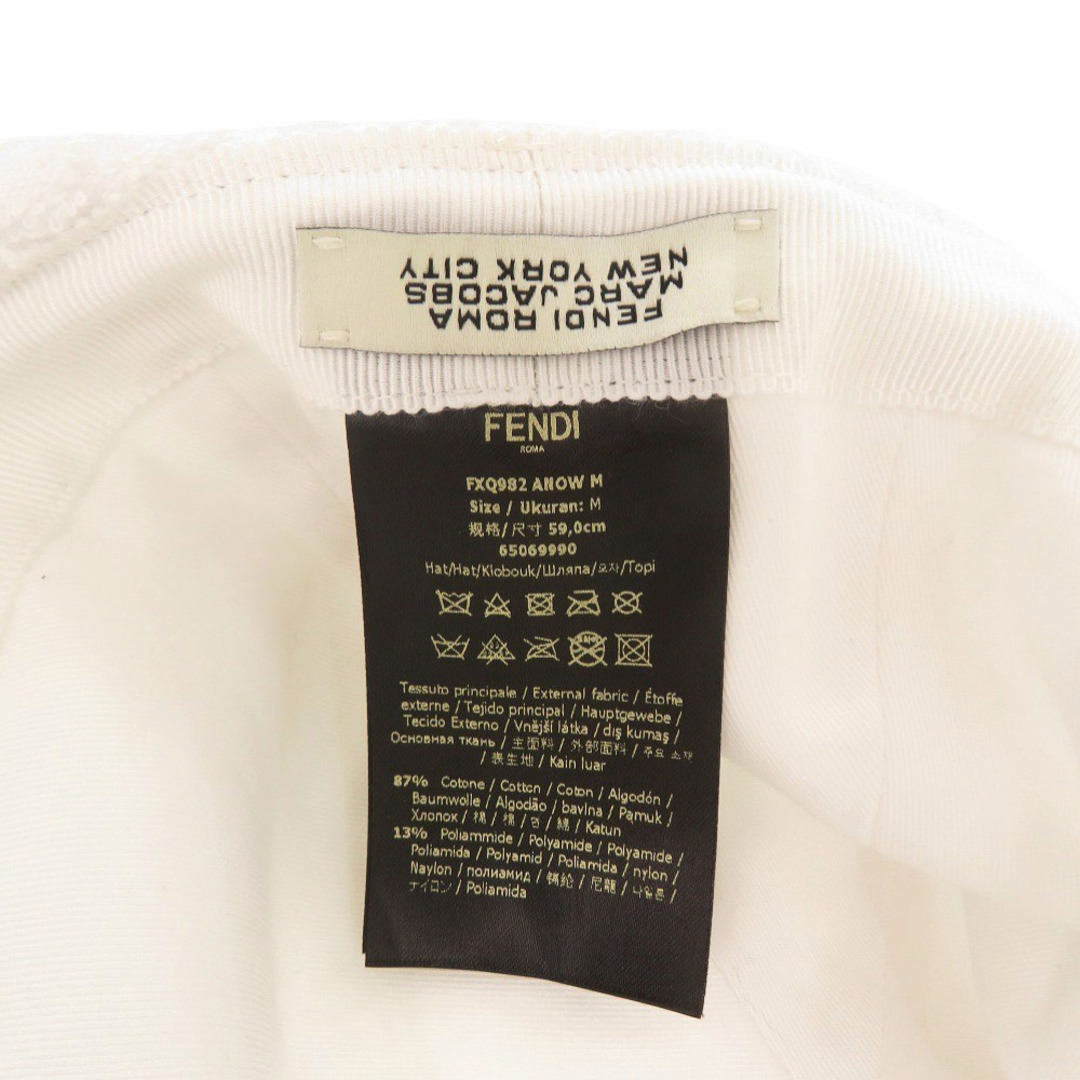 FENDI ROMA
MARC JACOBS
NEW YORK CITY
FENDI
ROMA
FXQ982 ANOW M
Size / Ukuran: M
规格/尺寸 59,0cm
65069990
Hat/Hat/Klobouk/Шляпа/모자/Topi
Tessuto principale / External fabric / Étoffe
externe / Tejido principal / Hauptgewebe /
Tecido Externo / Vnější látka / dış kumaş /
Основная ткань / 主面料 / 外部面料 / 주요 소재
/ 表生地 / Kain luar
87% Cotone / Cotton / Coton / Algodón /
Baumwolle / Algodão / bavlna / Pamuk /
Хлопок / 棉 / 棉 / 면 / 綿 / Katun
13% Poliammide / Polyamide / Polyamide /
Poliamida / Polyamid / Poliamida / nylon /
Naylon / полиамид / 锦纶 / 尼龍 / 나일론 /
ナイロン / Poliamida